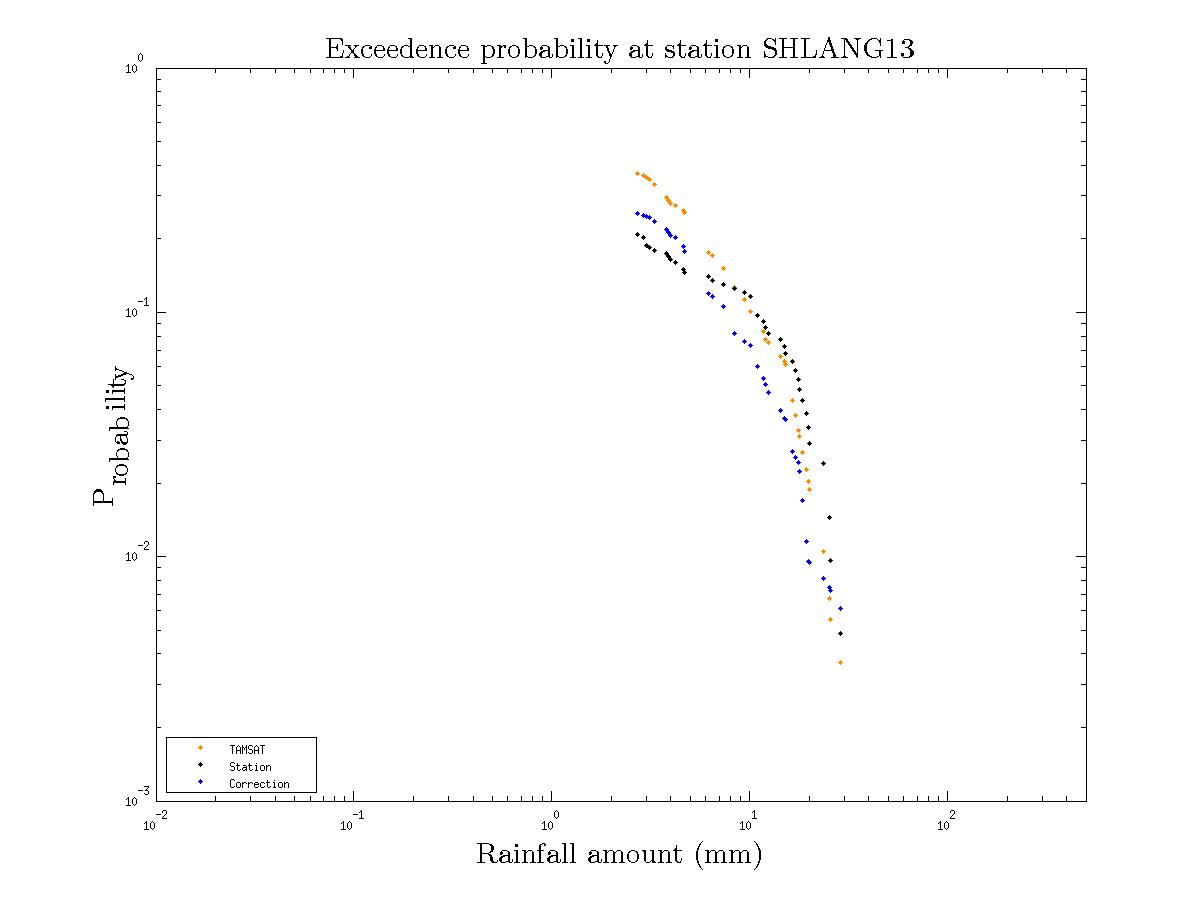 Exceedence probability at station SHLANG13
10^0
10^-1
10^-2
10^-3
Probability
TAMSAT
Station
Correction
10^-2 10^-1 10^0 10^1 10^2
Rainfall amount (mm)